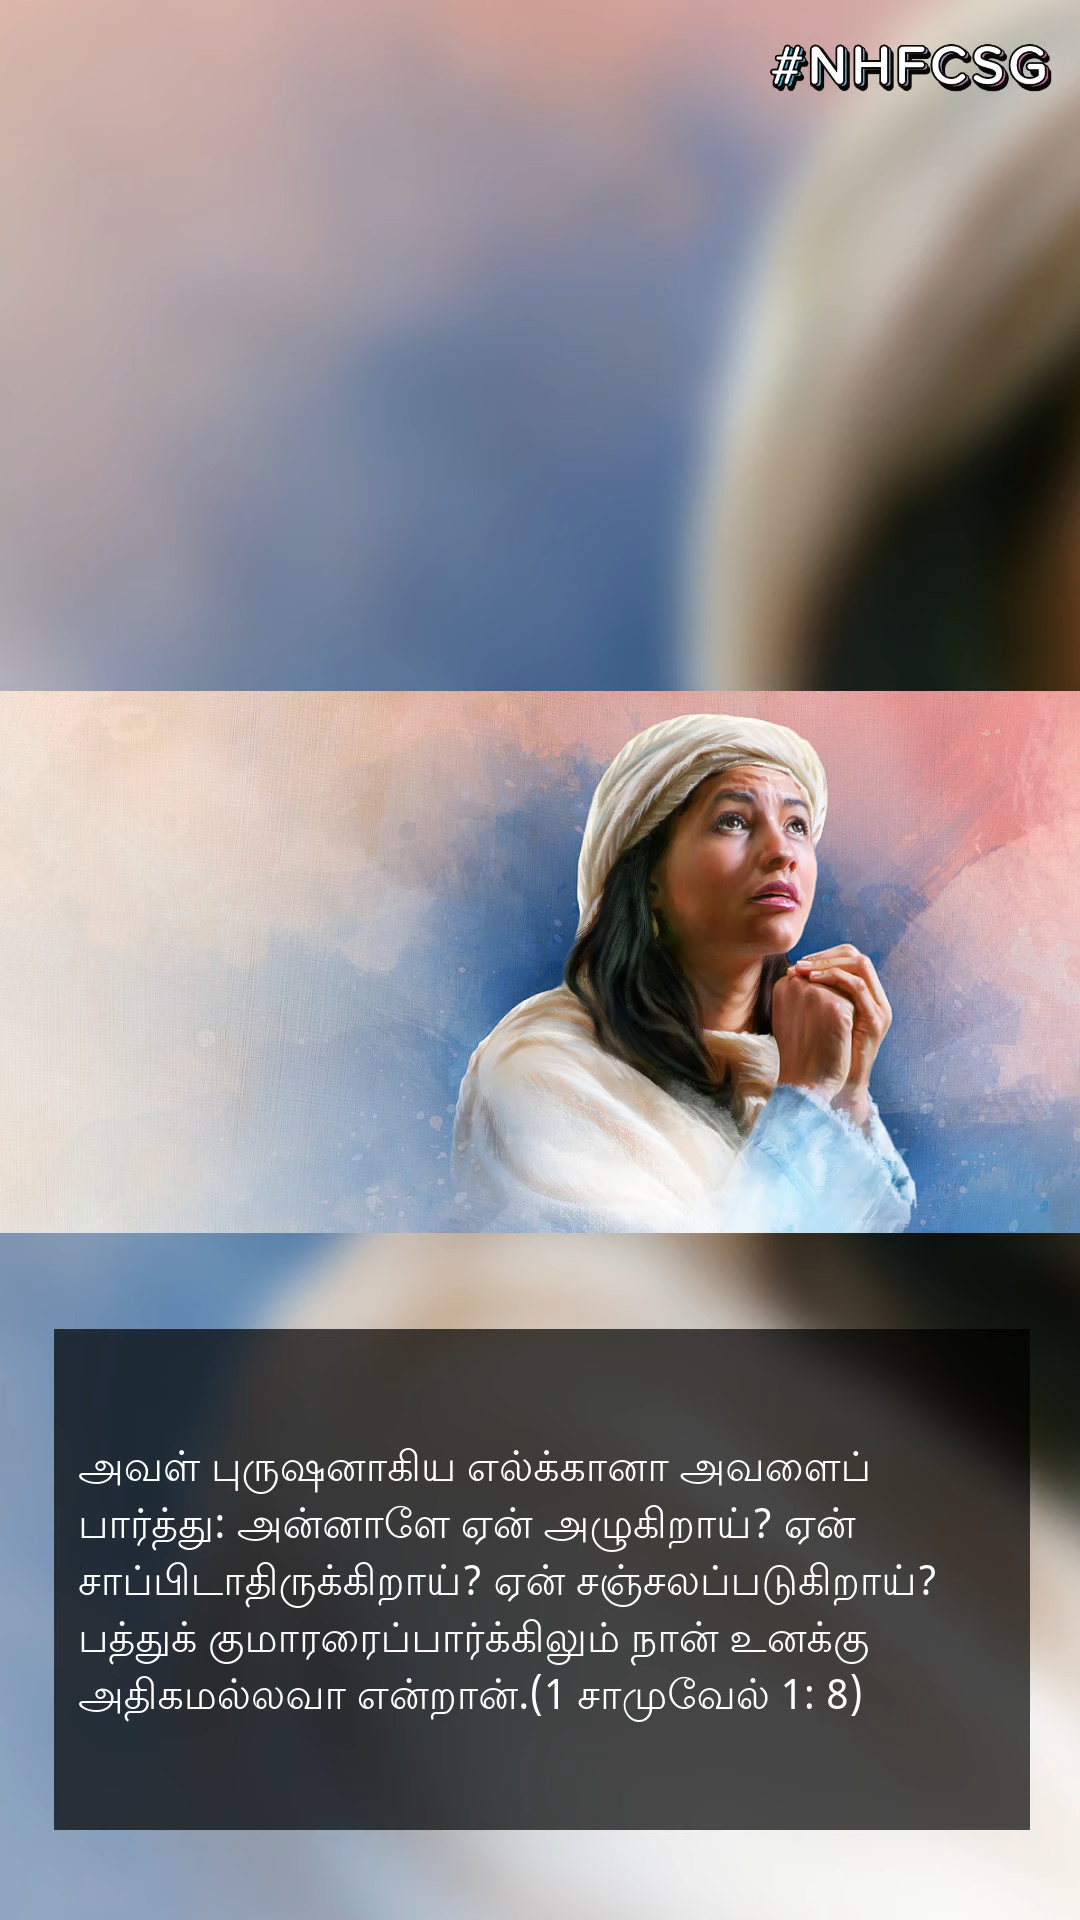 #NHFCSG
அவள் புருஷனாகிய எல்க்கானா அவளைப்
பார்த்து: அன்னாளே ஏன் அழுகிறாய்? ஏன்
சாப்பிடாதிருக்கிறாய்? ஏன் சஞ்சலப்படுகிறாய்?
பத்துக் குமாரரைப்பார்க்கிலும் நான் உனக்கு
அதிகமல்லவா என்றான்.(1 சாமுவேல் 1: 8)